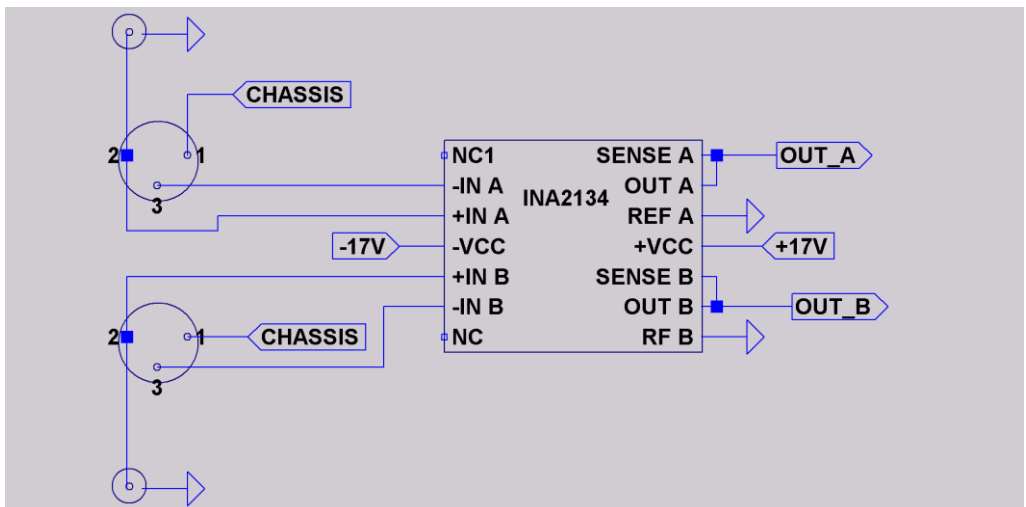 CHASSIS
2
1
3
NC1
SENSE A
OUT_A
-IN A
INA2134
OUT A
+IN A
REF A
-17V
-VCC
+VCC
+17V
+IN B
SENSE B
-IN B
OUT B
OUT_B
2
1
CHASSIS
NC
RF B
3